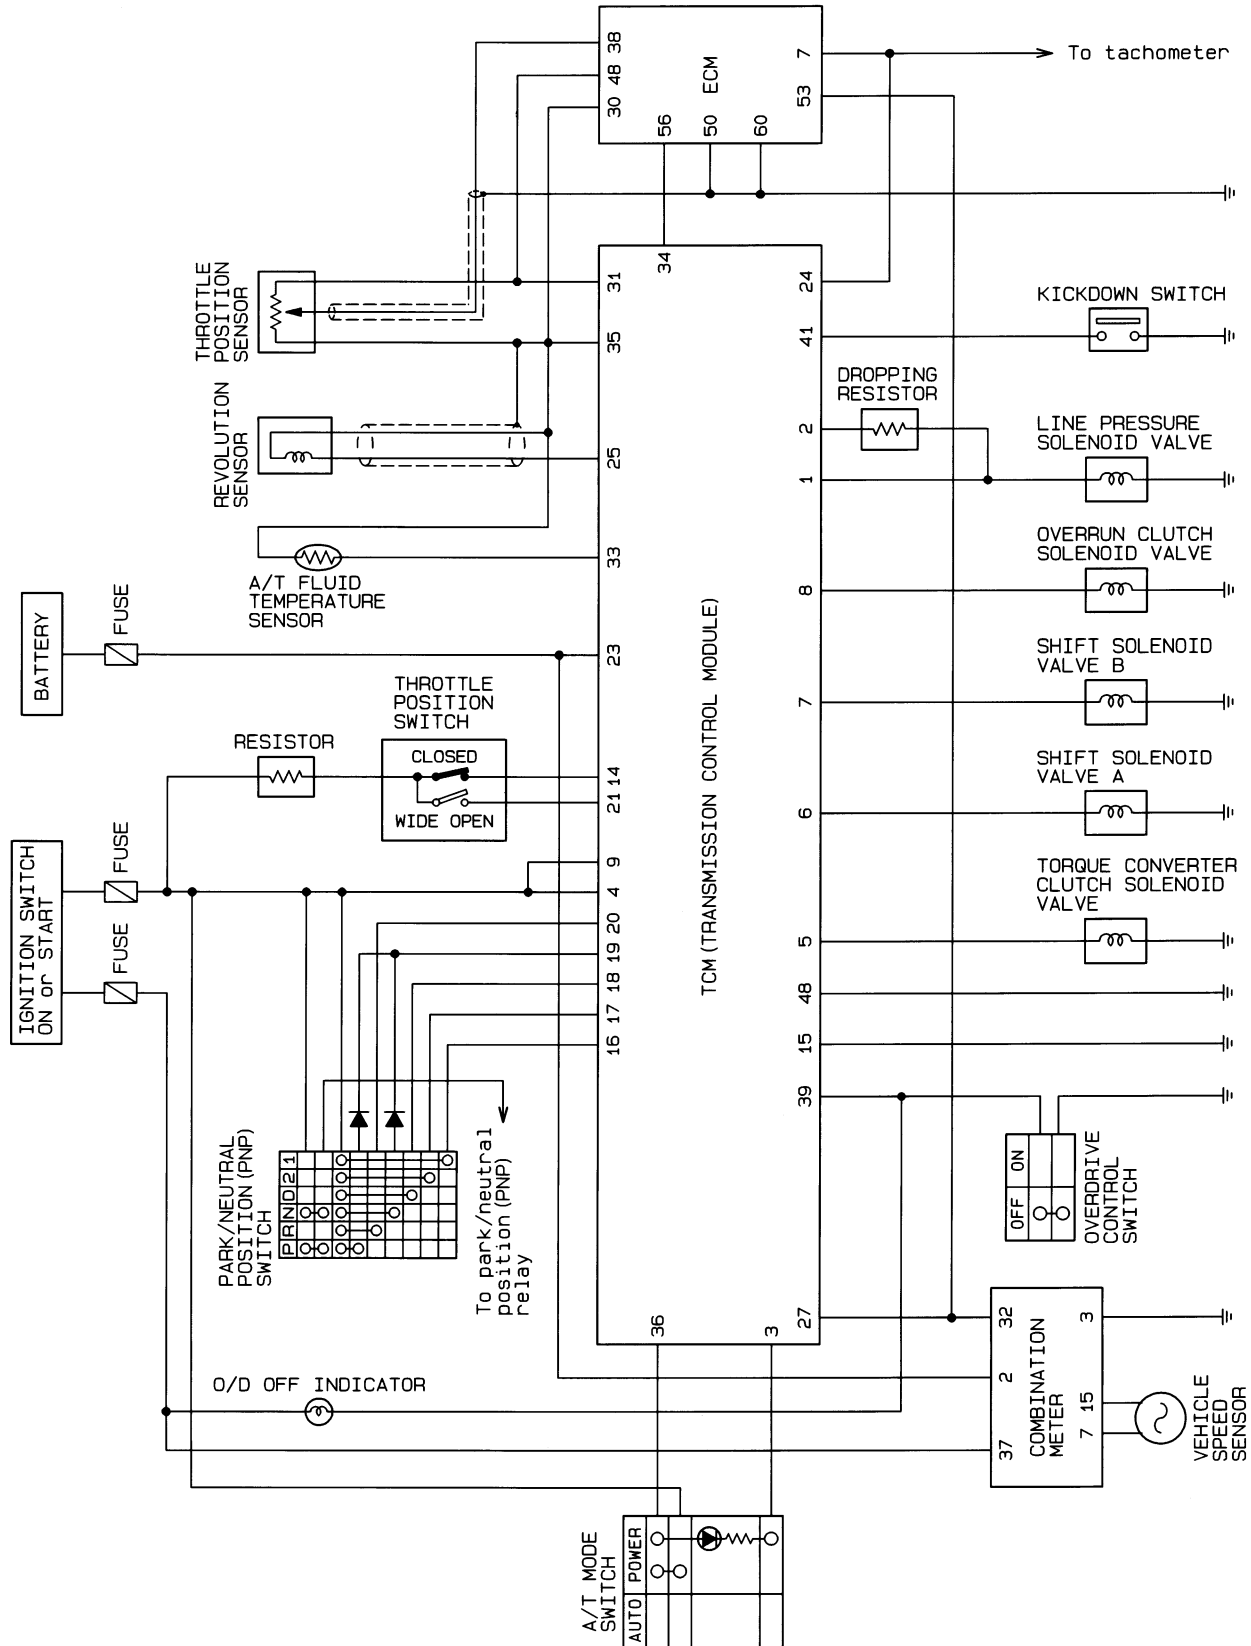 38
48
30
ECM
7
53
56
50
60
To tachometer
THROTTLE
POSITION
SENSOR
31
35
34
24
41
KICKDOWN SWITCH
DROPPING
RESISTOR
2
1
LINE PRESSURE
SOLENOID VALVE
REVOLUTION
SENSOR
25
33
A/T FLUID
TEMPERATURE
SENSOR
OVERRUN CLUTCH
SOLENOID VALVE
8
BATTERY
FUSE
23
TCM (TRANSMISSION CONTROL MODULE)
SHIFT SOLENOID
VALVE B
7
THROTTLE
POSITION
SWITCH
RESISTOR
CLOSED
WIDE OPEN
14
21
SHIFT SOLENOID
VALVE A
6
IGNITION SWITCH
ON or START
FUSE
FUSE
9
4
20
19
18
17
16
TORQUE CONVERTER
CLUTCH SOLENOID
VALVE
5
48
15
39
PARK/NEUTRAL
POSITION (PNP)
SWITCH
P R N D 2 1
To park/neutral
position (PNP)
relay
OFF ON
OVERDRIVE
CONTROL
SWITCH
36
3
27
32
3
2
15
37
7
COMBINATION
METER
VEHICLE
SPEED
SENSOR
O/D OFF INDICATOR
A/T MODE
SWITCH
AUTO POWER